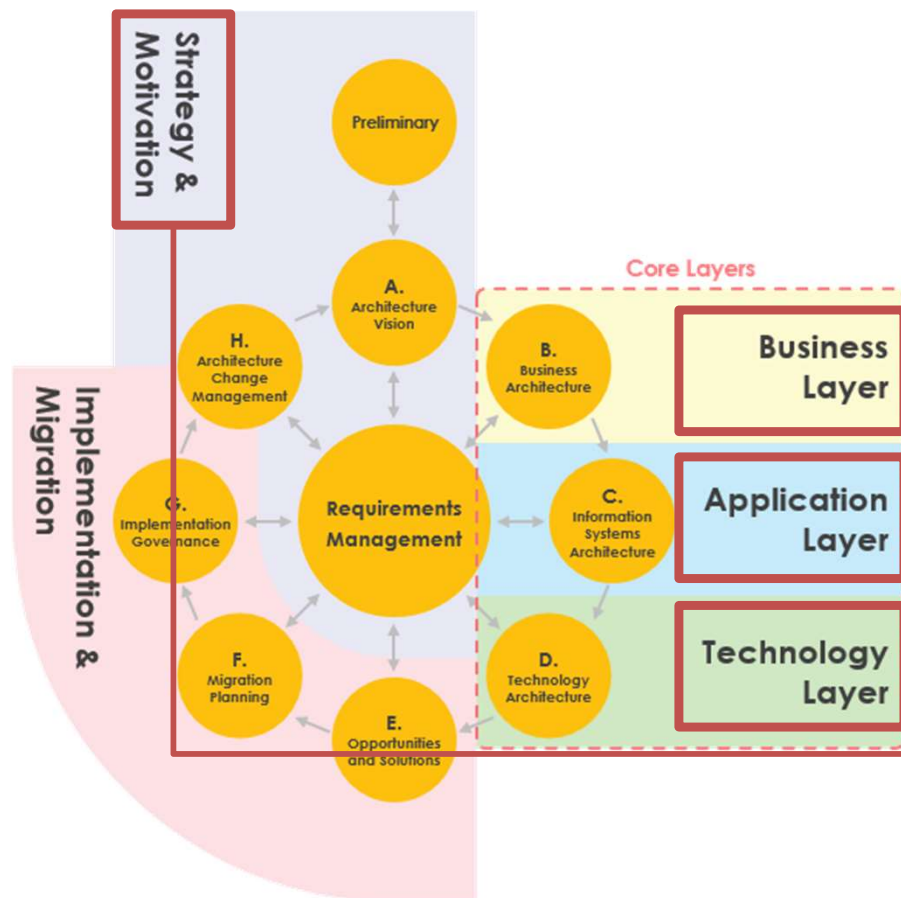 Strategy &
Motivation
Preliminary
Core Layers
A.
Architecture
Vision
H.
Architecture
Change
Management
B.
Business
Architecture
Business
Layer
Implementation &
Migration
G.
Implementation
Governance
Requirements
Management
C.
Information
Systems
Architecture
Application
Layer
F.
Migration
Planning
D.
Technology
Architecture
Technology
Layer
E.
Opportunities
and Solutions